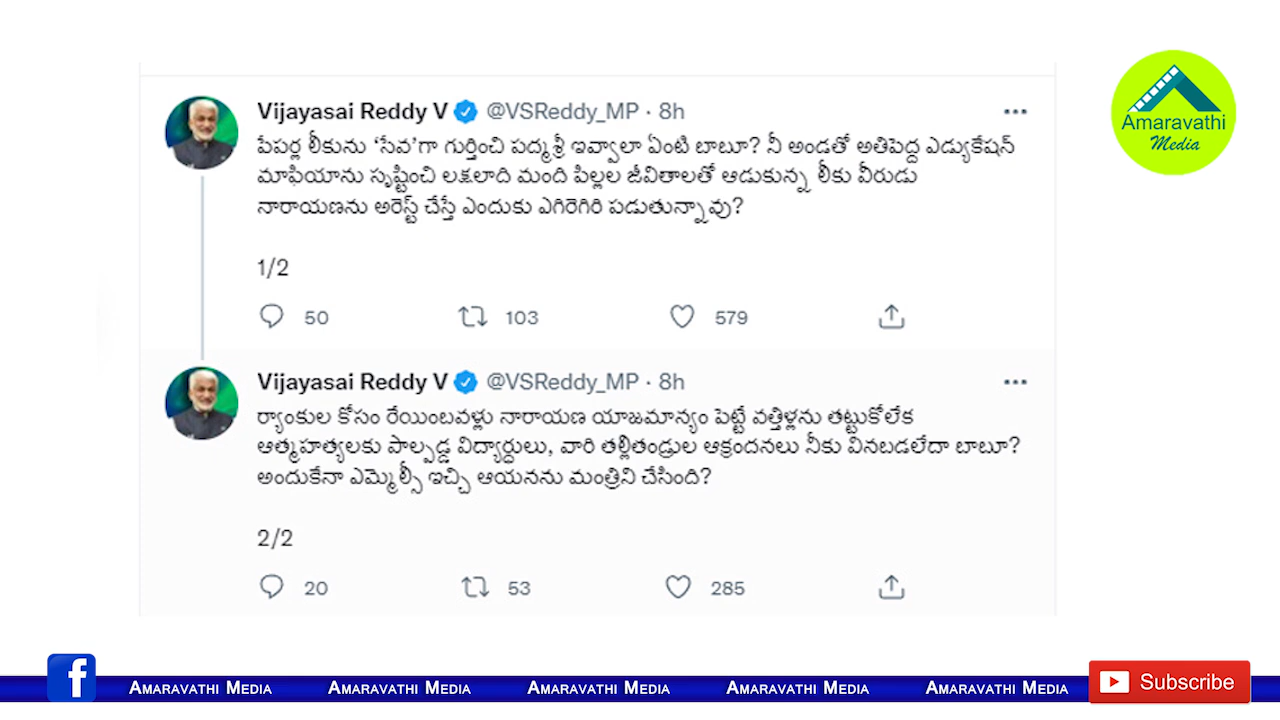 Vijayasai Reddy V @VSReddy_MP · 8h
పేపర్ల లీకును ‘సేవ’గా గుర్తించి పద్మశ్రీ ఇవ్వాలా ఏంటి బాబూ? నీ అండతో అతిపెద్ద ఎడ్యుకేషన్
మాఫియాను సృష్టించి లక్షలాది మంది పిల్లల జీవితాలతో ఆడుకున్న లీకు వీరుడు
నారాయణను అరెస్ట్ చేస్తే ఎందుకు ఎగిరెగిరి పడుతున్నావు?
1/2
50 103 579
Vijayasai Reddy V @VSReddy_MP · 8h
ర్యాంకుల కోసం రేయింబవళ్లు నారాయణ యాజమాన్యం పెట్టే వత్తిళ్లను తట్టుకోలేక
ఆత్మహత్యలకు పాల్పడ్డ విద్యార్ధులు, వారి తల్లితండ్రుల ఆక్రందనలు నీకు వినబడలేదా బాబూ?
అందుకేనా ఎమ్మెల్సీ ఇచ్చి ఆయనను మంత్రిని చేసింది?
2/2
20 53 285
Amaravathi
Media
f AMARAVATHI MEDIA AMARAVATHI MEDIA AMARAVATHI MEDIA AMARAVATHI MEDIA AMARAVATHI MEDIA Subscribe